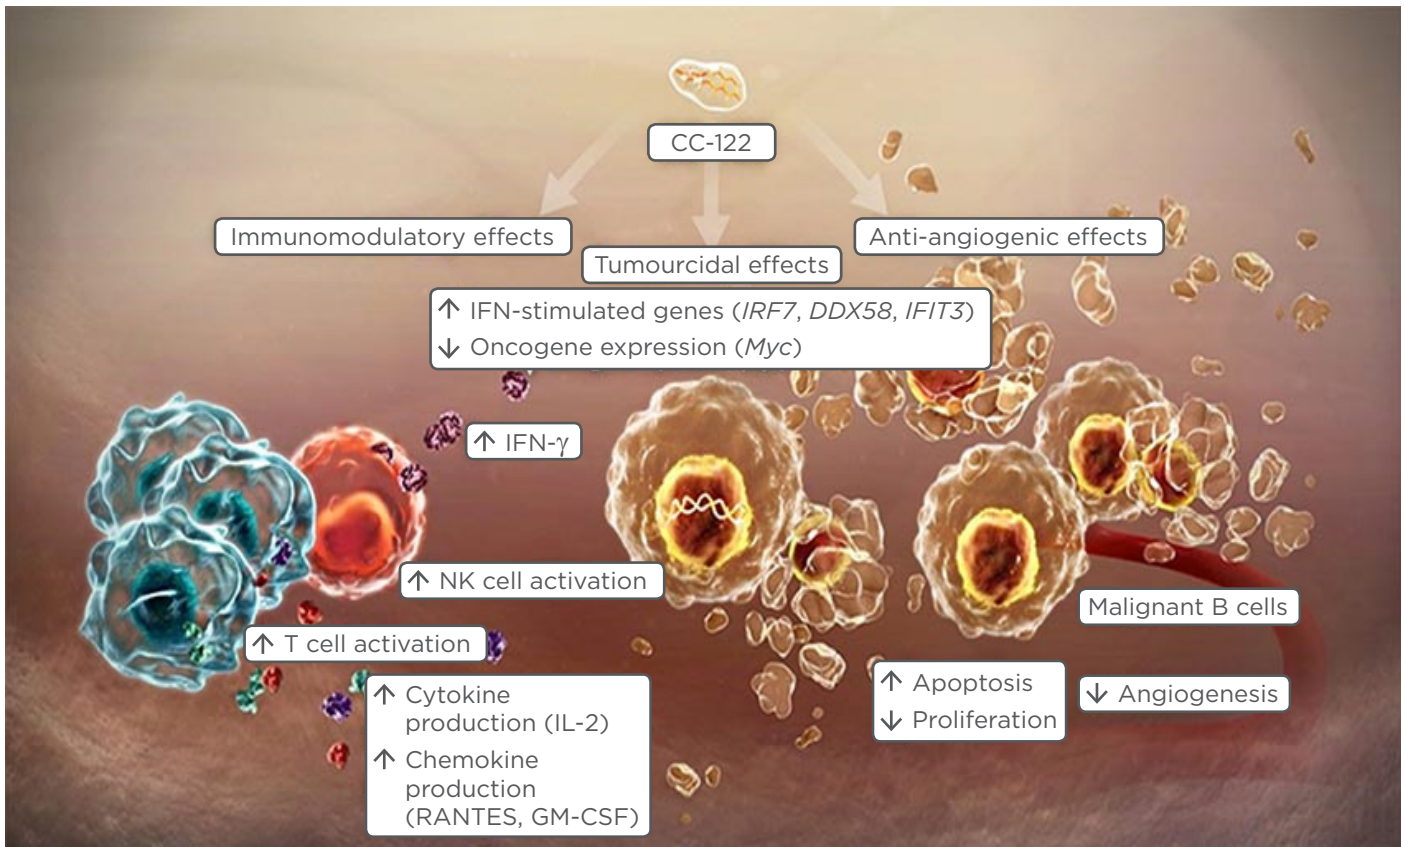 CC-122
Immunomodulatory effects
Tumourcidal effects
Anti-angiogenic effects
↑ IFN-stimulated genes (IRF7, DDX58, IFIT3)
↓ Oncogene expression (Myc)
↑ IFN-γ
↑ NK cell activation
↑ T cell activation
↑ Cytokine
production (IL-2)
↑ Chemokine
production
(RANTES, GM-CSF)
Malignant B cells
↑ Apoptosis
↓ Proliferation
↓ Angiogenesis